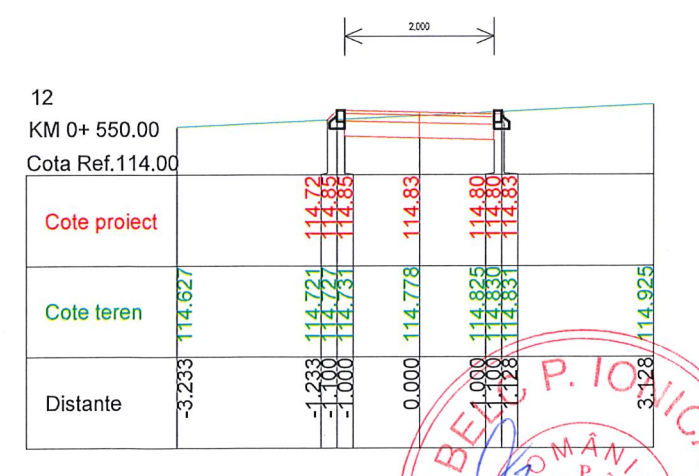 2.000
12
KM 0+ 550.00
Cota Ref.114.00
Cote proiect
114.72 114.85 114.85 114.83 114.80 114.80 114.83
Cote teren
114.627 114.721 114.727 114.731 114.778 114.825 114.830 114.831 114.925
Distante
-3.233 -1.233 -1.100 -1.000 0.000 1.000 1.100 1.128 3.128
P. IONICA
ROMÂNI